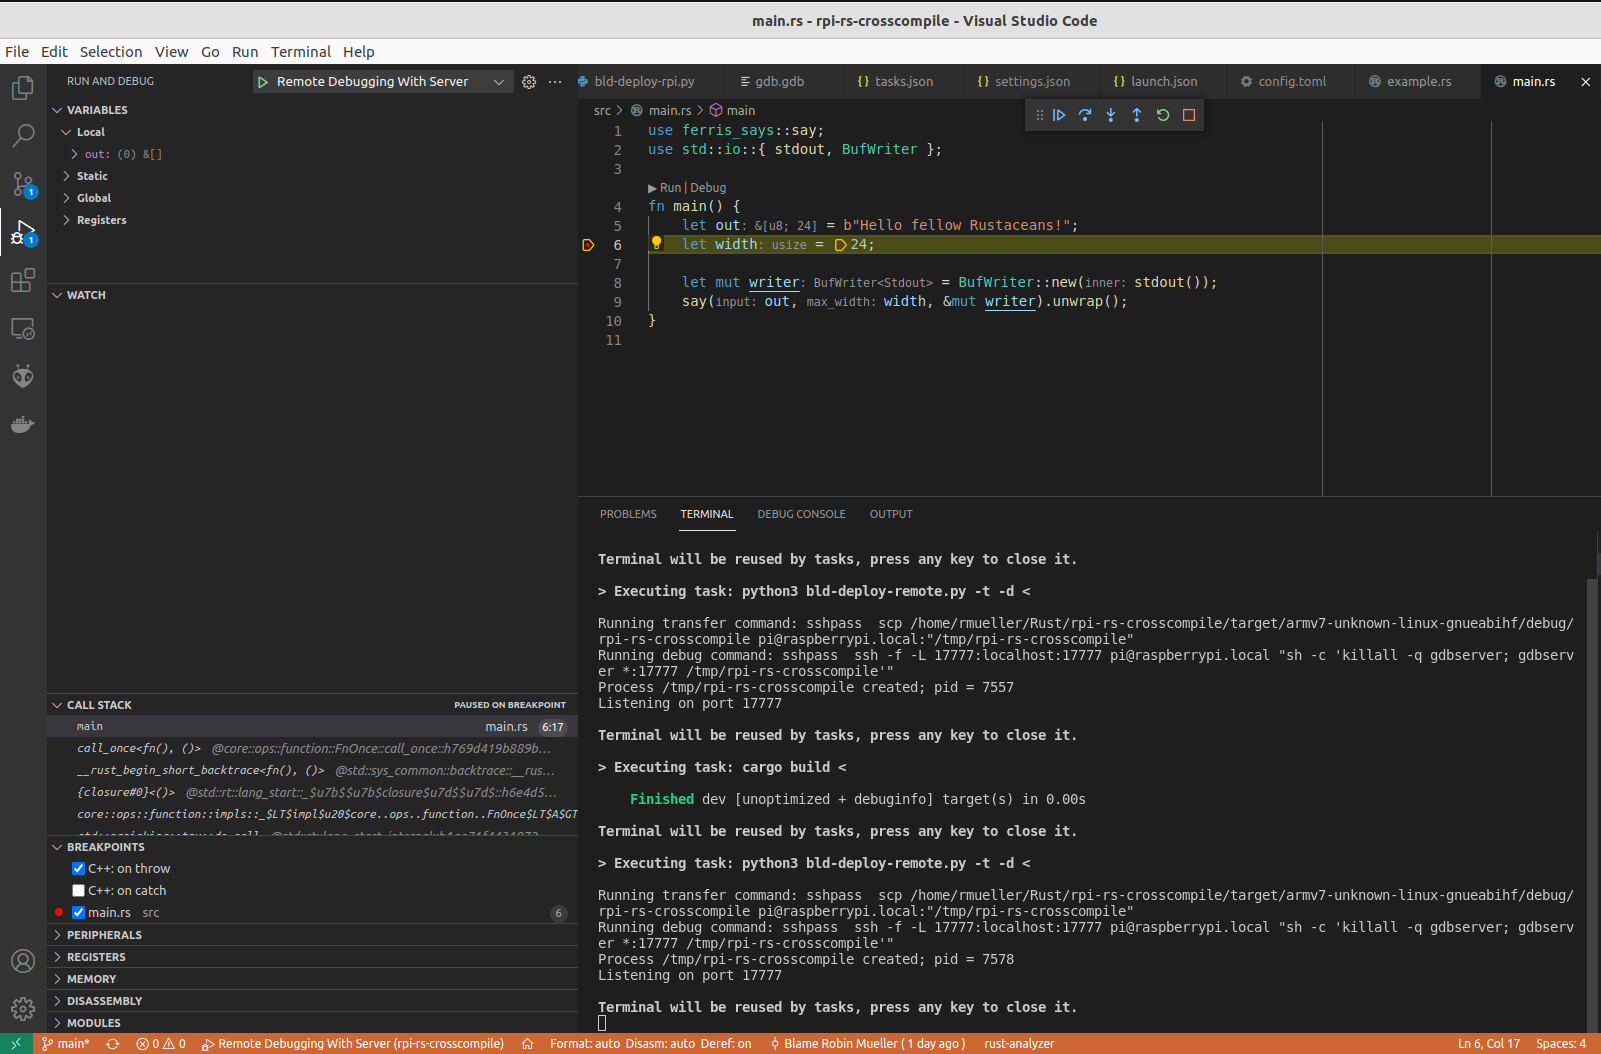 main.rs - rpi-rs-crosscompile - Visual Studio Code
File Edit Selection View Go Run Terminal Help
RUN AND DEBUG
Remote Debugging With Server
VARIABLES
Local
out: (0) &[]
Static
Global
Registers
WATCH
CALL STACK PAUSED ON BREAKPOINT
main main.rs 6:17
call_once<fn(), ()> @core::ops::function::FnOnce::call_once::h769d419b889b...
__rust_begin_short_backtrace<fn(), ()> @std::sys_common::backtrace::__rus...
{closure#0}<()> @std::rt::lang_start::_$u7b$$u7b$closure$u7d$$u7d$::h6e4d5...
core::ops::function::impls::_$LT$impl$u20$core..ops..function..FnOnce$LT$A$GT
BREAKPOINTS
C++: on throw
C++: on catch
main.rs src 6
PERIPHERALS
REGISTERS
MEMORY
DISASSEMBLY
MODULES
bld-deploy-rpi.py gdb.gdb tasks.json settings.json launch.json config.toml example.rs main.rs
src > main.rs > main
1 use ferris_says::say;
2 use std::io::{ stdout, BufWriter };
3
▶ Run | Debug
4 fn main() {
5 let out: &[u8; 24] = b"Hello fellow Rustaceans!";
6 let width: usize = 24;
7
8 let mut writer: BufWriter<Stdout> = BufWriter::new(inner: stdout());
9 say(input: out, max_width: width, &mut writer).unwrap();
10 }
11
PROBLEMS TERMINAL DEBUG CONSOLE OUTPUT
Terminal will be reused by tasks, press any key to close it.
> Executing task: python3 bld-deploy-remote.py -t -d <
Running transfer command: sshpass  scp /home/rmueller/Rust/rpi-rs-crosscompile/target/armv7-unknown-linux-gnueabihf/debug/
rpi-rs-crosscompile pi@raspberrypi.local:"/tmp/rpi-rs-crosscompile"
Running debug command: sshpass  ssh -f -L 17777:localhost:17777 pi@raspberrypi.local "sh -c 'killall -q gdbserver; gdbserv
er *:17777 /tmp/rpi-rs-crosscompile'"
Process /tmp/rpi-rs-crosscompile created; pid = 7557
Listening on port 17777
Terminal will be reused by tasks, press any key to close it.
> Executing task: cargo build <
Finished dev [unoptimized + debuginfo] target(s) in 0.00s
Terminal will be reused by tasks, press any key to close it.
> Executing task: python3 bld-deploy-remote.py -t -d <
Running transfer command: sshpass  scp /home/rmueller/Rust/rpi-rs-crosscompile/target/armv7-unknown-linux-gnueabihf/debug/
rpi-rs-crosscompile pi@raspberrypi.local:"/tmp/rpi-rs-crosscompile"
Running debug command: sshpass  ssh -f -L 17777:localhost:17777 pi@raspberrypi.local "sh -c 'killall -q gdbserver; gdbserv
er *:17777 /tmp/rpi-rs-crosscompile'"
Process /tmp/rpi-rs-crosscompile created; pid = 7578
Listening on port 17777
Terminal will be reused by tasks, press any key to close it.
1
1
main* 0 0 Remote Debugging With Server (rpi-rs-crosscompile) Format: auto Disasm: auto Deref: on Blame Robin Mueller ( 1 day ago ) rust-analyzer Ln 6, Col 17 Spaces: 4